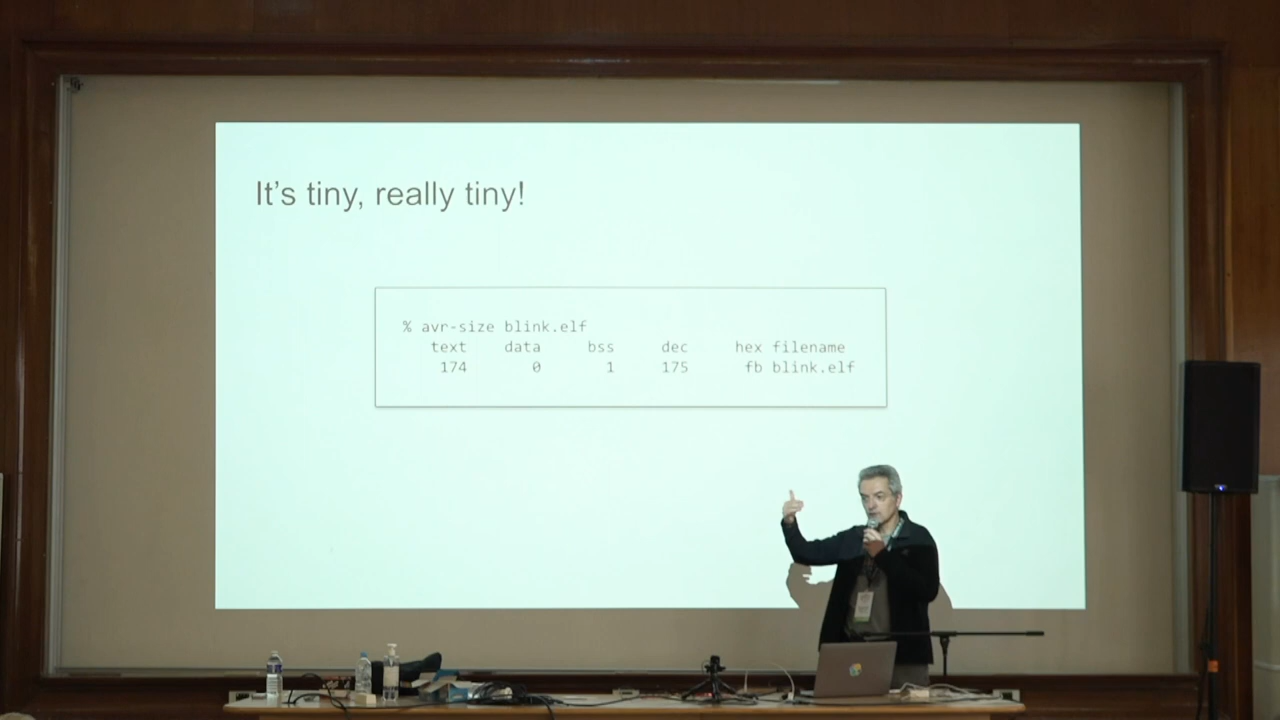 It's tiny, really tiny!
% avr-size blink.elf
text data bss dec hex filename
174 0 1 175 fb blink.elf